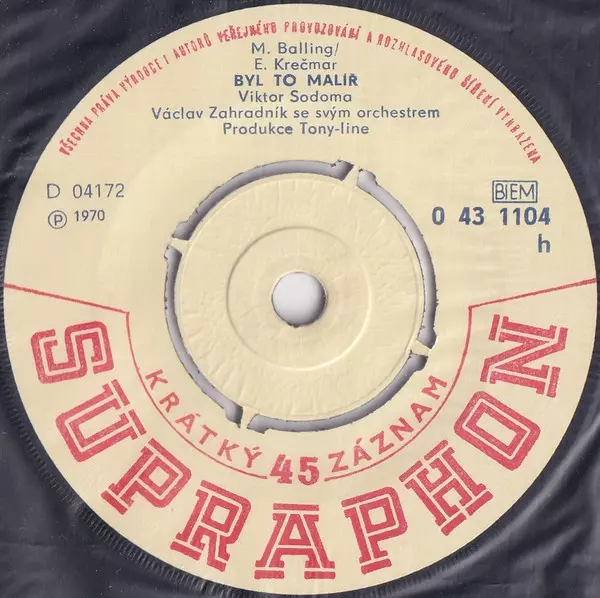 VŠECHNA PRÁVA VÝROBCE I AUTORŮ VEŘEJNÉHO PROVOZOVÁNÍ A ROZHLASOVÉHO ŠÍŘENÍ VYHRAŽENA
M. Balling/
E. Krečmar
BYL TO MALÍŘ
Viktor Sodoma
Václav Zahradník se svým orchestrem
Produkce Tony-line
D 04172
BIEM
Ⓟ 1970
0 43 1104
h
KRÁTKÝ 45 ZÁZNAM
SUPRAPHON